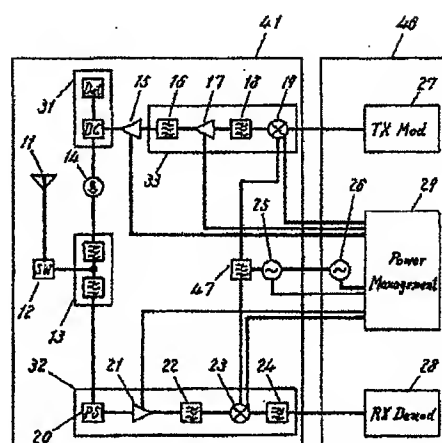 41 48
Det 15 16 17 18 19 27
31 DC TX Mod
11 14 33 29
25 26
SW Power
Management
12 13 47
32 21 22 23 24 28
PS RX Demod
20